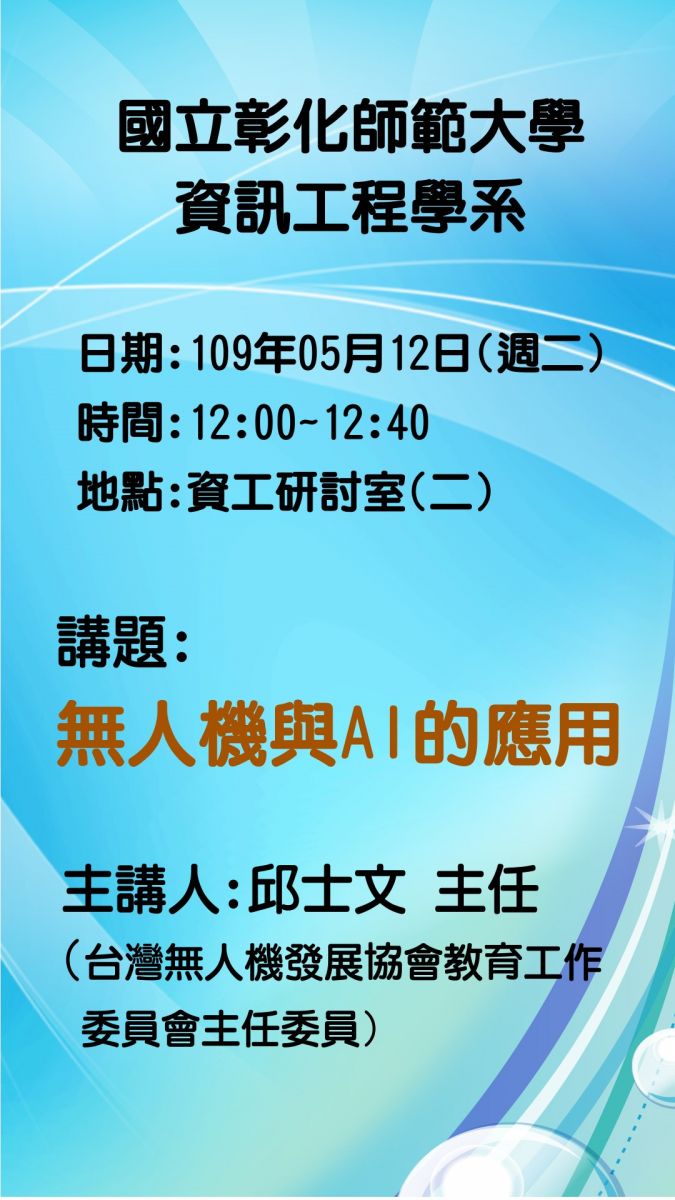 國立彰化師範大學
資訊工程學系
日期:109年05月12日(週二)
時間:12:00~12:40
地點:資工研討室(二)
講題:
無人機與AI的應用
主講人:邱士文 主任
(台灣無人機發展協會教育工作
委員會主任委員)